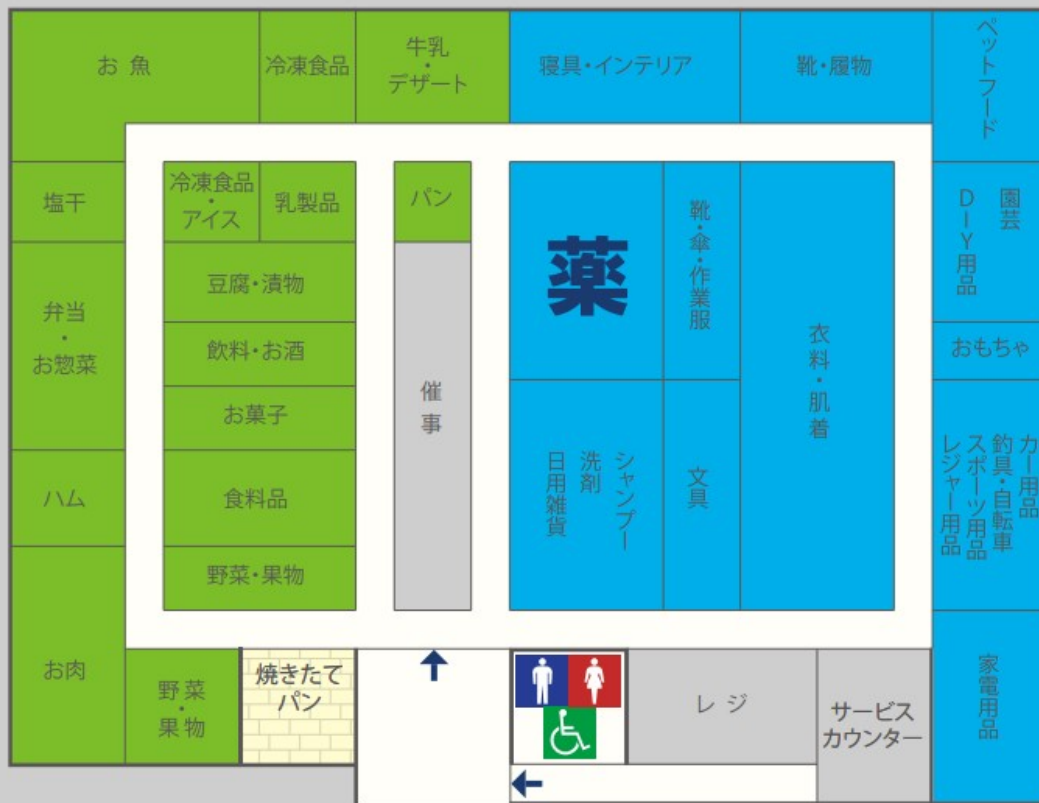 お 魚
冷凍食品
牛乳・
デザート
寝具・インテリア
靴・履物
ペットフード
塩干
冷凍食品
・
アイス
乳製品
パン
薬
靴・傘・作業服
園芸
DIY用品
豆腐・漬物
弁当
・
お惣菜
飲料・お酒
おもちゃ
衣料・肌着
催事
お菓子
ハム
食料品
シャンプー
洗剤
日用雑貨
文具
カー用品
釣具・自転車
スポーツ用品
レジャー用品
野菜・果物
お肉
野菜
・
果物
焼きたて
パン
レ ジ
サービス
カウンター
家電用品